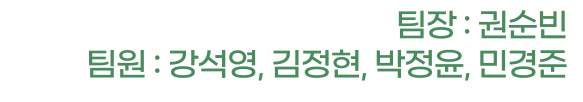 팀장 : 권순빈
팀원 : 강석영, 김정현, 박정윤, 민경준